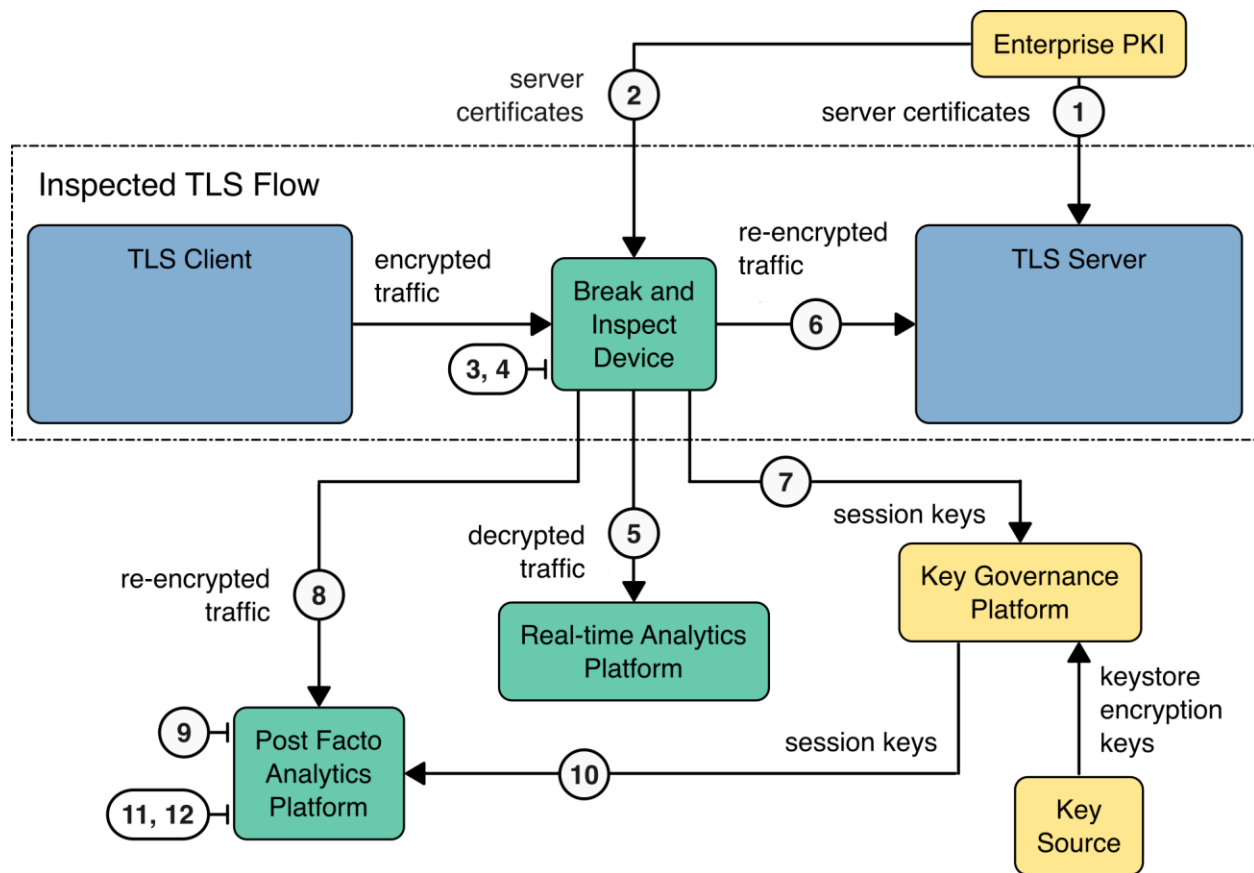 Enterprise PKI
server
certificates
2
server certificates
1
Inspected TLS Flow
TLS Client
encrypted
traffic
Break and
Inspect
Device
3, 4
re-encrypted
traffic
6
TLS Server
re-encrypted
traffic
8
decrypted
traffic
5
7
session keys
Real-time Analytics
Platform
Key Governance
Platform
9
11, 12
Post Facto
Analytics
Platform
session keys
10
keystore
encryption
keys
Key
Source